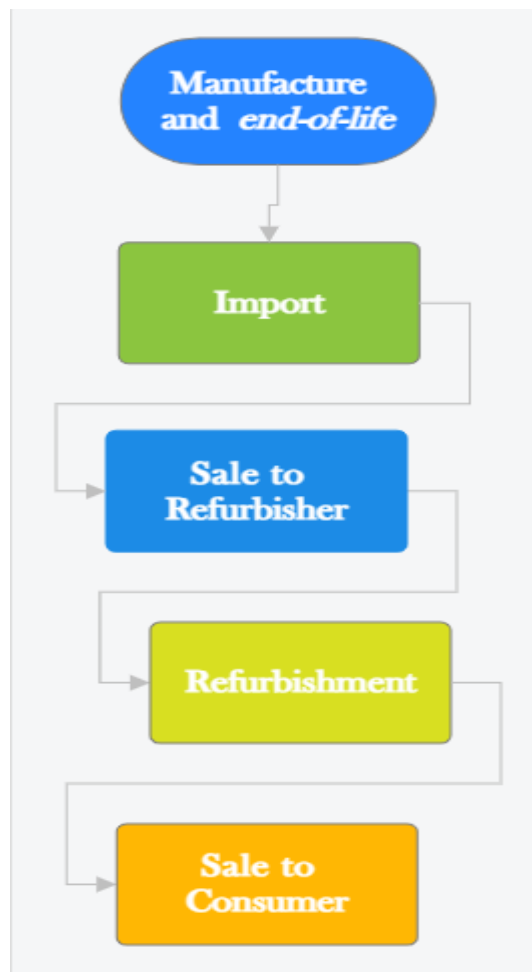 Manufacture
and end-of-life
Import
Sale to
Refurbisher
Refurbishment
Sale to
Consumer